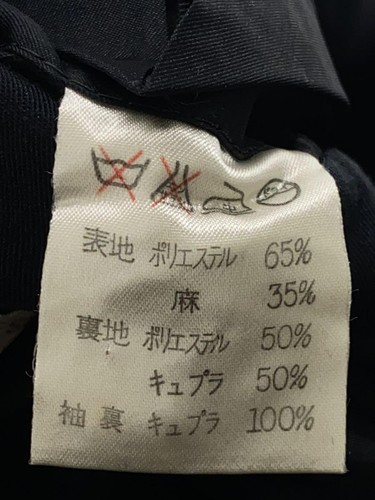 表地 ポリエステル 65%
麻 35%
裏地 ポリエステル 50%
キュプラ 50%
袖裏 キュプラ 100%